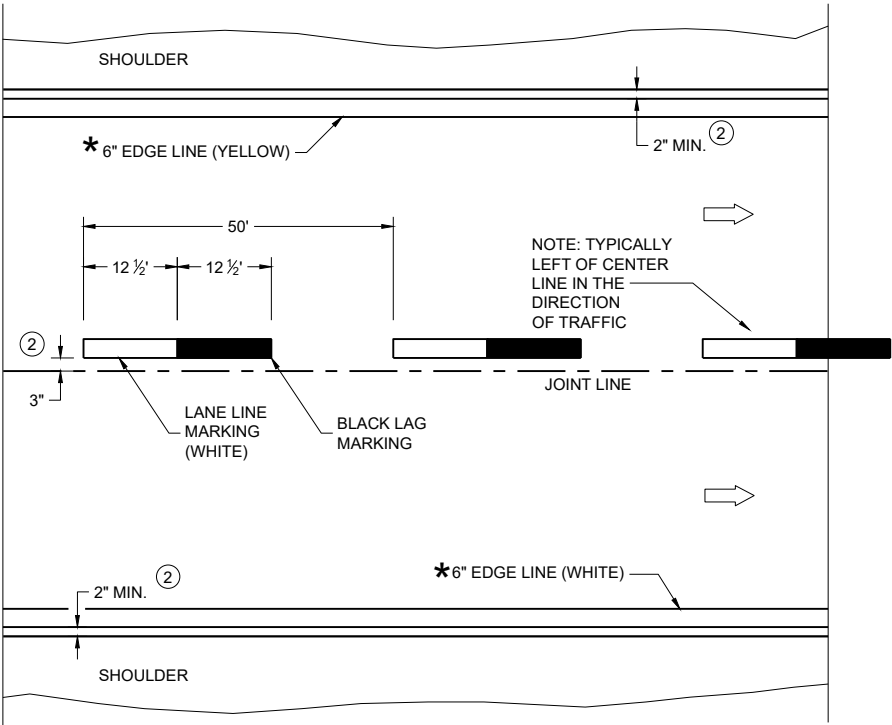 SHOULDER
2" MIN. 2
* 6" EDGE LINE (YELLOW)
50'
12 ½' 12 ½'
NOTE: TYPICALLY
LEFT OF CENTER
LINE IN THE
DIRECTION
OF TRAFFIC
2
3"
JOINT LINE
LANE LINE
MARKING
(WHITE)
BLACK LAG
MARKING
* 6" EDGE LINE (WHITE)
2" MIN. 2
SHOULDER